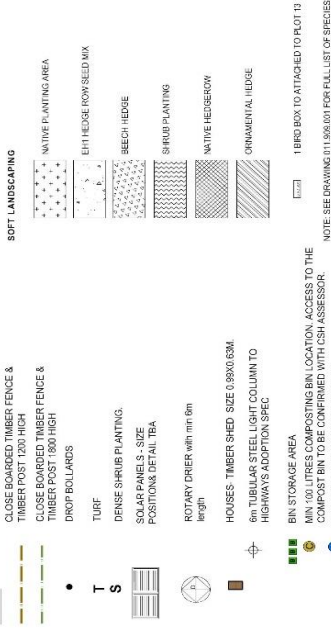 CLOSE BOARDED TIMBER FENCE &
TIMBER POST 1200 HIGH
CLOSE BOARDED TIMBER FENCE &
TIMBER POST 1800 HIGH
DROP BOLLARDS
T
TURF
S
DENSE SHRUB PLANTING.
SOLAR PANELS - SIZE
POSITION& DETAIL TBA
ROTARY DRIER with min 6m
length
HOUSES- TIMBER SHED SIZE 0.99X0.63M.
6m TUBULAR STEEL LIGHT COLUMN TO
HIGHWAYS ADOPTION SPEC
BIN STORAGE AREA
MIN 100 LITRES COMPOSTING BIN LOCATION. ACCESS TO THE
COMPOST BIN TO BE CONFIRMED WITH CSH ASSESSOR.
SOFT LANDSCAPING
NATIVE PLANTING AREA
EH1 HEDGE ROW SEED MIX
BEECH HEDGE
SHRUB PLANTING
NATIVE HEDGEROW
ORNAMENTAL HEDGE
1 BIRD BOX TO ATTACHED TO PLOT 13
NOTE: SEE DRAWING 011.909.001 FOR FULL LIST OF SPECIES